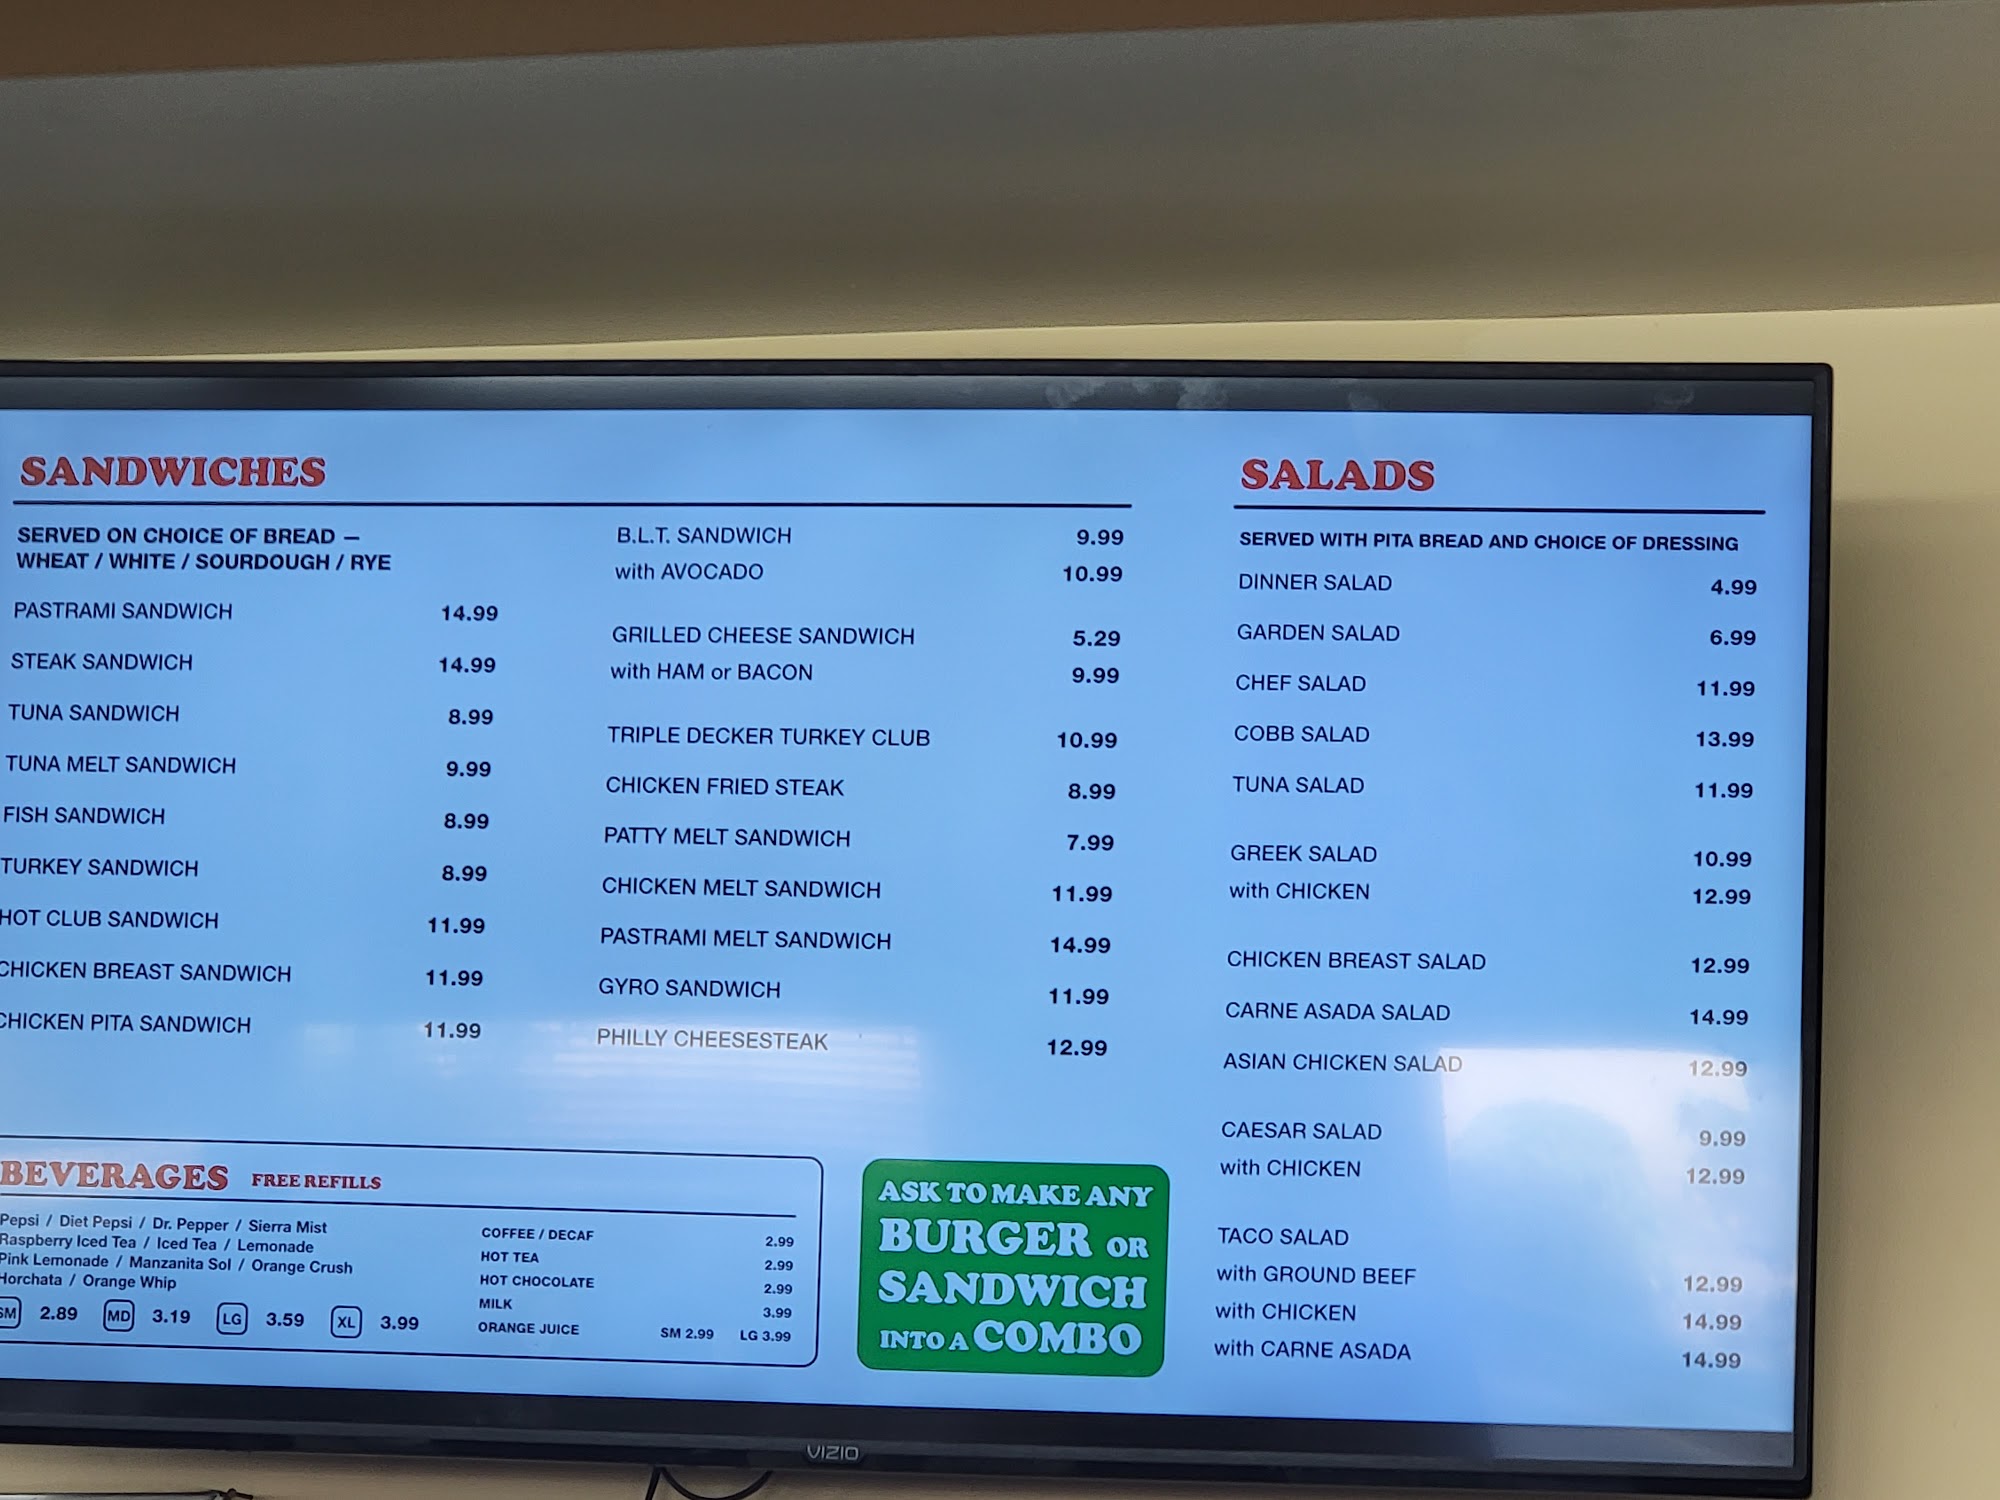 SANDWICHES
SERVED ON CHOICE OF BREAD —
WHEAT / WHITE / SOURDOUGH / RYE
PASTRAMI SANDWICH 14.99
STEAK SANDWICH 14.99
TUNA SANDWICH 8.99
TUNA MELT SANDWICH 9.99
FISH SANDWICH 8.99
TURKEY SANDWICH 8.99
HOT CLUB SANDWICH 11.99
CHICKEN BREAST SANDWICH 11.99
CHICKEN PITA SANDWICH 11.99
B.L.T. SANDWICH 9.99
with AVOCADO 10.99
GRILLED CHEESE SANDWICH 5.29
with HAM or BACON 9.99
TRIPLE DECKER TURKEY CLUB 10.99
CHICKEN FRIED STEAK 8.99
PATTY MELT SANDWICH 7.99
CHICKEN MELT SANDWICH 11.99
PASTRAMI MELT SANDWICH 14.99
GYRO SANDWICH 11.99
PHILLY CHEESESTEAK 12.99
SALADS
SERVED WITH PITA BREAD AND CHOICE OF DRESSING
DINNER SALAD 4.99
GARDEN SALAD 6.99
CHEF SALAD 11.99
COBB SALAD 13.99
TUNA SALAD 11.99
GREEK SALAD 10.99
with CHICKEN 12.99
CHICKEN BREAST SALAD 12.99
CARNE ASADA SALAD 14.99
ASIAN CHICKEN SALAD 12.99
CAESAR SALAD 9.99
with CHICKEN 12.99
TACO SALAD
with GROUND BEEF 12.99
with CHICKEN 14.99
with CARNE ASADA 14.99
BEVERAGES FREE REFILLS
Pepsi / Diet Pepsi / Dr. Pepper / Sierra Mist
Raspberry Iced Tea / Iced Tea / Lemonade
Pink Lemonade / Manzanita Sol / Orange Crush
Horchata / Orange Whip
SM 2.89 MD 3.19 LG 3.59 XL 3.99
COFFEE / DECAF 2.99
HOT TEA 2.99
HOT CHOCOLATE 2.99
MILK 3.99
ORANGE JUICE SM 2.99 LG 3.99
ASK TO MAKE ANY
BURGER OR
SANDWICH
INTO A COMBO
VIZIO